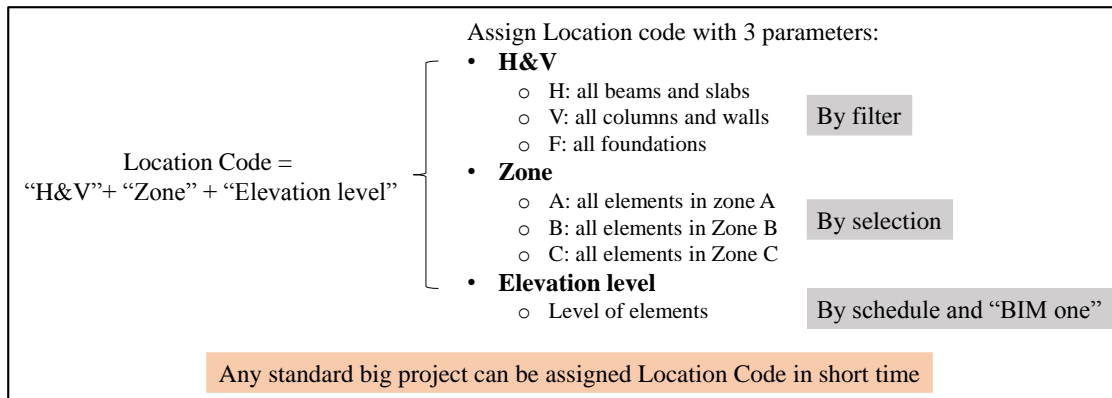 Assign Location code with 3 parameters:
• H&V
o H: all beams and slabs
o V: all columns and walls
o F: all foundations
By filter
Location Code =
“H&V”+ “Zone” + “Elevation level”
• Zone
o A: all elements in zone A
o B: all elements in Zone B
o C: all elements in Zone C
By selection
• Elevation level
o Level of elements
By schedule and “BIM one”
Any standard big project can be assigned Location Code in short time